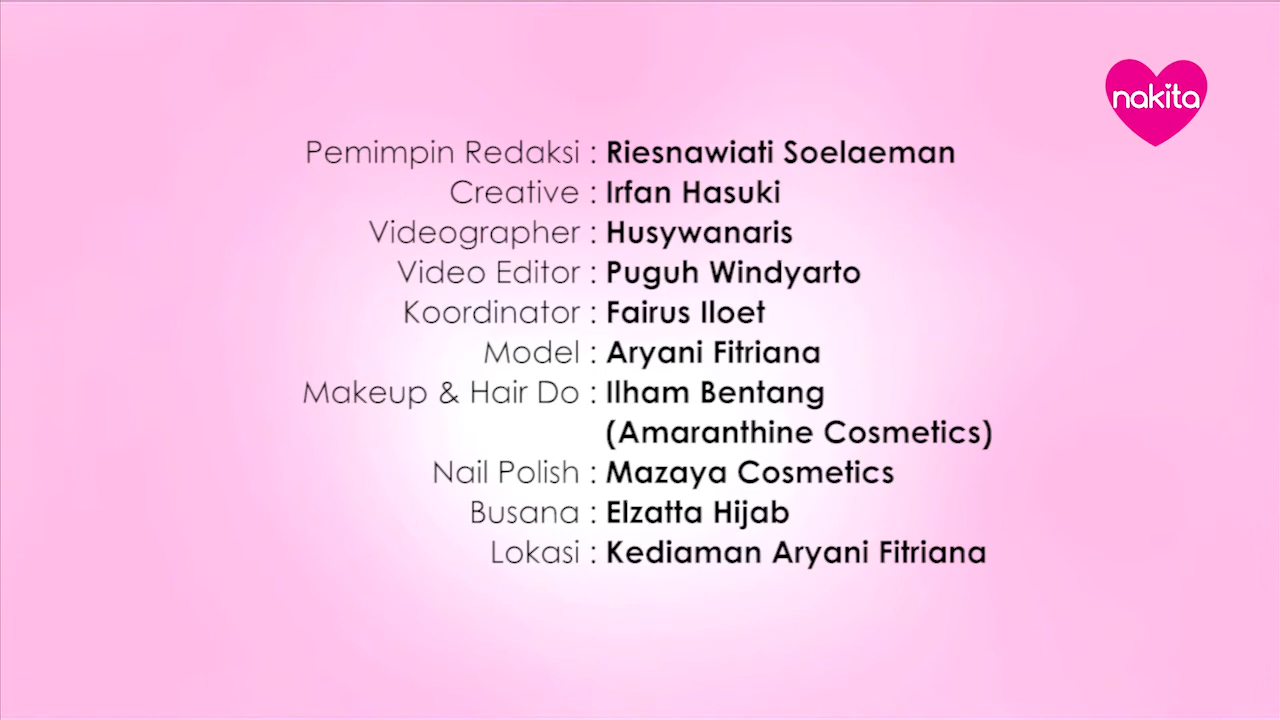 nakita
Pemimpin Redaksi : Riesnawiati Soelaeman
Creative : Irfan Hasuki
Videographer : Husywanaris
Video Editor : Puguh Windyarto
Koordinator : Fairus Iloet
Model : Aryani Fitriana
Makeup & Hair Do : Ilham Bentang
(Amaranthine Cosmetics)
Nail Polish : Mazaya Cosmetics
Busana : Elzatta Hijab
Lokasi : Kediaman Aryani Fitriana